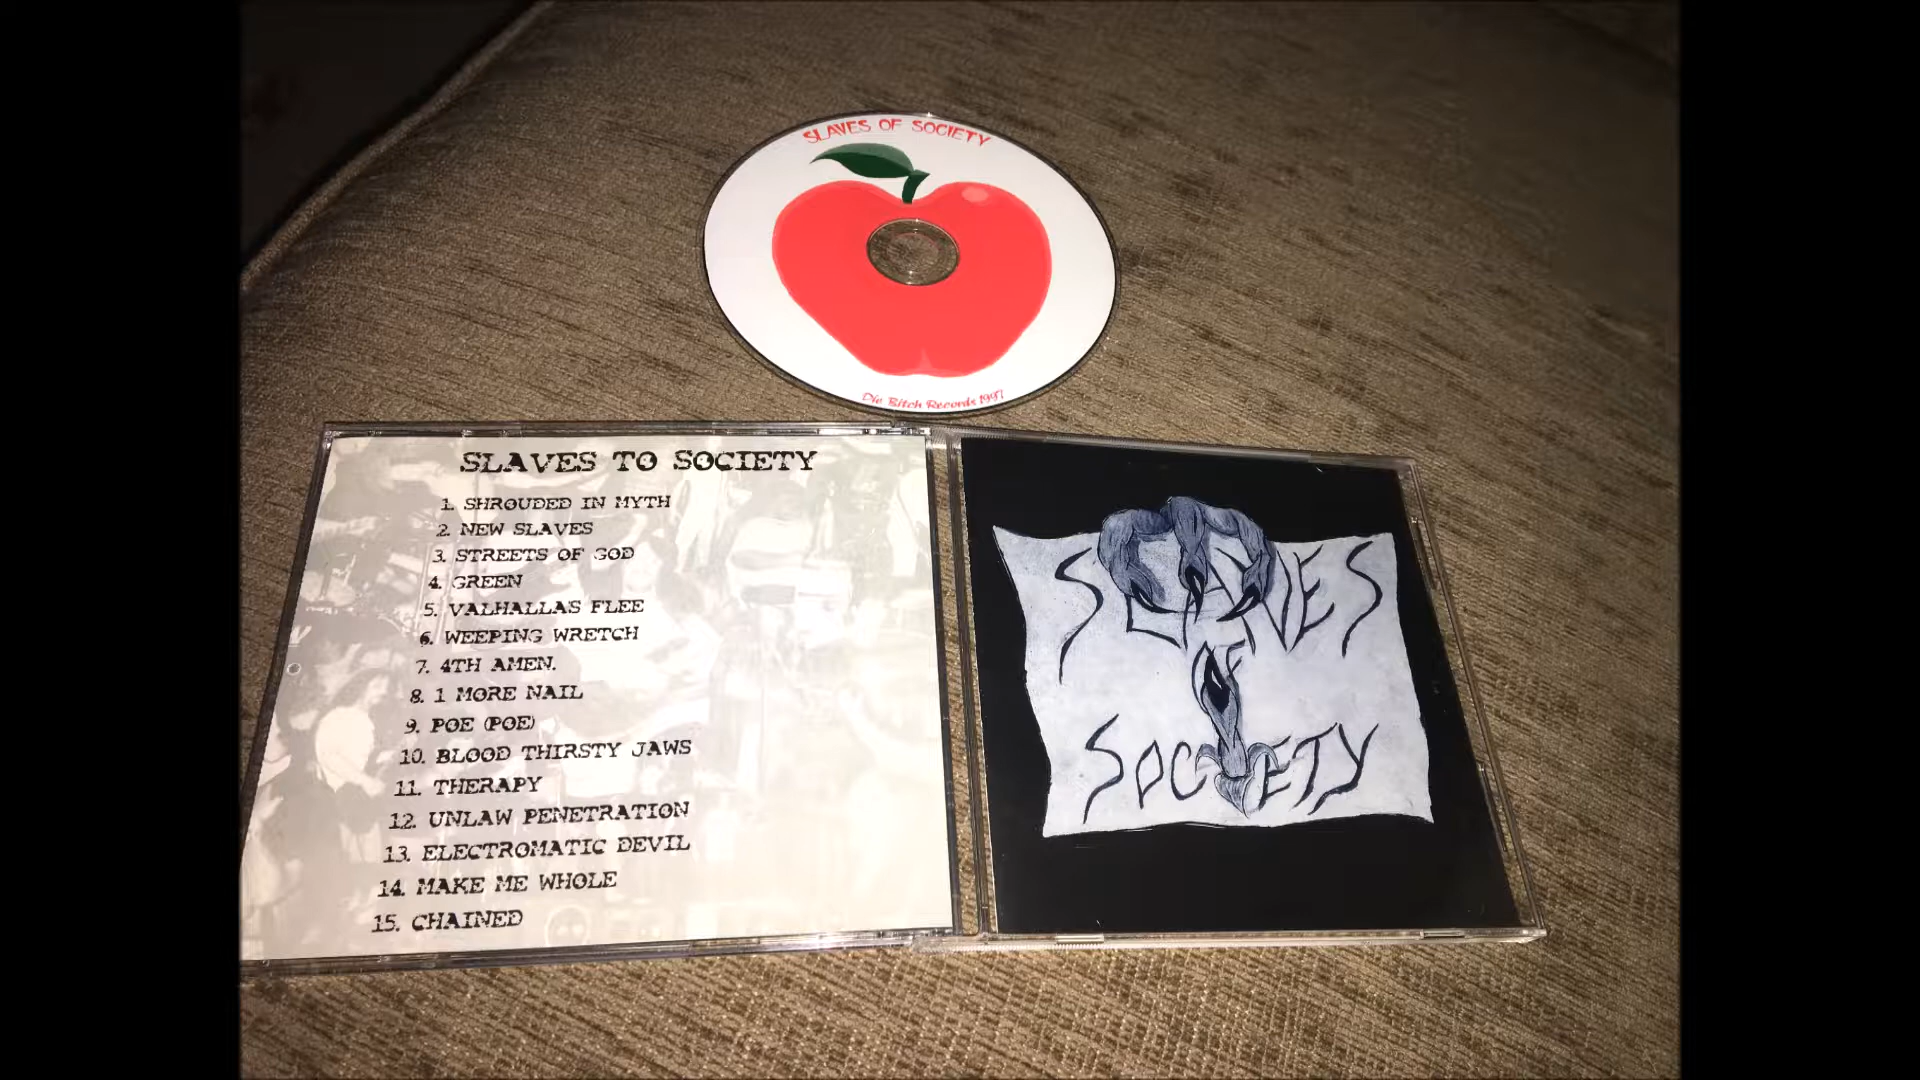 SLAVES OF SOCIETY
Die Bitch Records 1997
SLAVES TO SOCIETY
1. SHROUDED IN MYTH
2. NEW SLAVES
3. STREETS OF GOD
4. GREEN
5. VALHALLAS FLEE
6. WEEPING WRETCH
7. 4TH AMEN.
8. 1 MORE NAIL
9. POE (POE)
10. BLOOD THIRSTY JAWS
11. THERAPY
12. UNLAW PENETRATION
13. ELECTROMATIC DEVIL
14. MAKE ME WHOLE
15. CHAINED
SLAVES
OF
SOCIETY